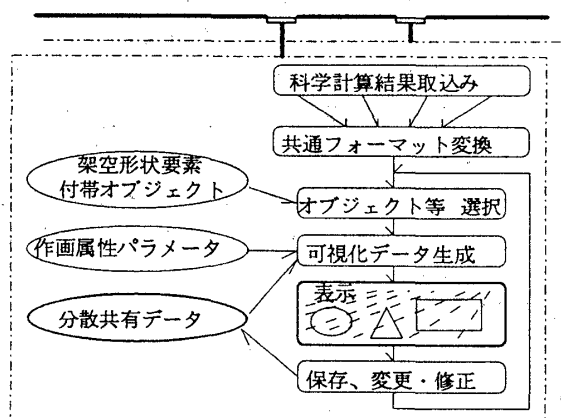 科学計算結果取込み
共通フォーマット変換
架空形状要素
付帯オブジェクト
オブジェクト等 選択
作画属性パラメータ
可視化データ生成
表示
分散共有データ
保存、変更・修正